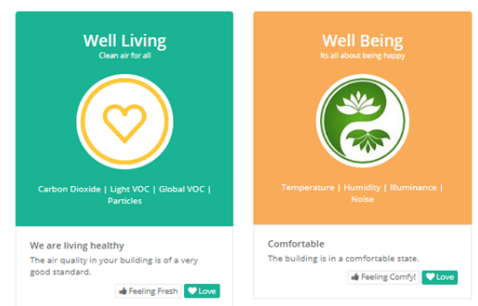 Well Living
Clean air for all
Carbon Dioxide | Light VOC | Global VOC |
Particles
We are living healthy
The air quality in your building is of a very
good standard.
Feeling Fresh
Love
Well Being
Its all about being happy
Temperature | Humidity | Illuminance |
Noise
Comfortable
The building is in a comfortable state.
Feeling Comfy!
Love